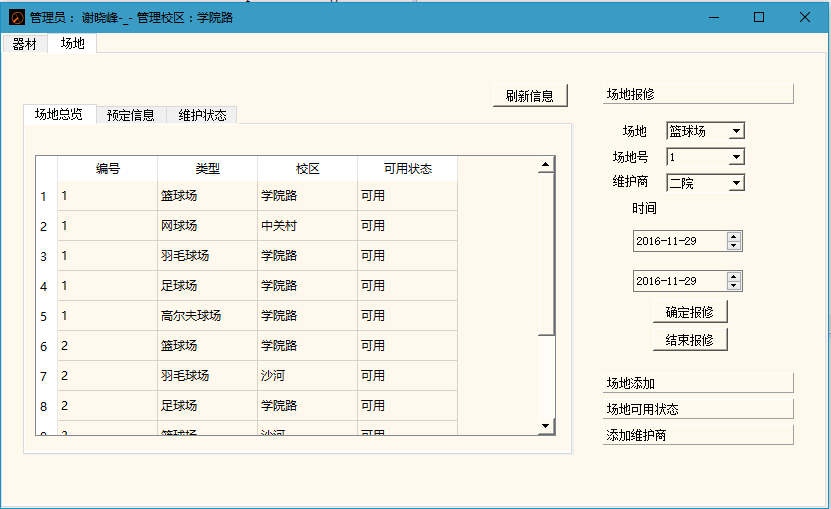 管理员： 谢晓峰-_- 管理校区：学院路
器材 场地
刷新信息
场地总览 预定信息 维护状态
编号 类型 校区 可用状态
1 1 篮球场 学院路 可用
2 1 网球场 中关村 可用
3 1 羽毛球场 学院路 可用
4 1 足球场 学院路 可用
5 1 高尔夫球场 学院路 可用
6 2 篮球场 学院路 可用
7 2 羽毛球场 沙河 可用
8 2 足球场 学院路 可用
篮球场 沙河 可用
场地报修
场地 篮球场
场地号 1
维护商 二院
时间
2016-11-29
2016-11-29
确定报修
结束报修
场地添加
场地可用状态
添加维护商